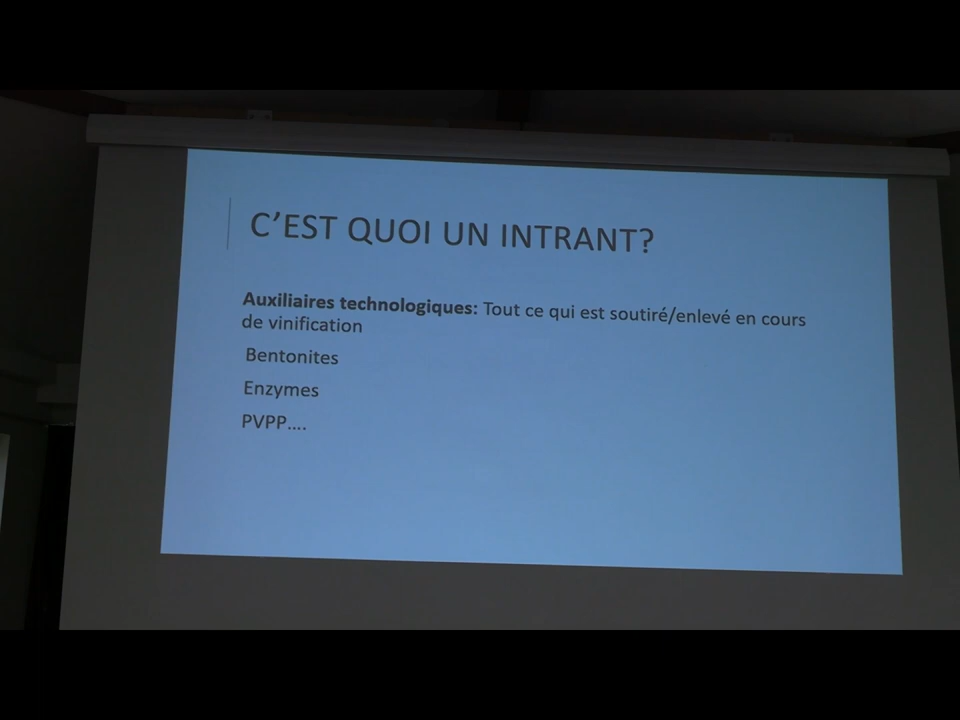 C'EST QUOI UN INTRANT?
Auxiliaires technologiques: Tout ce qui est soutiré/enlevé en cours
de vinification
Bentonites
Enzymes
PVPP....